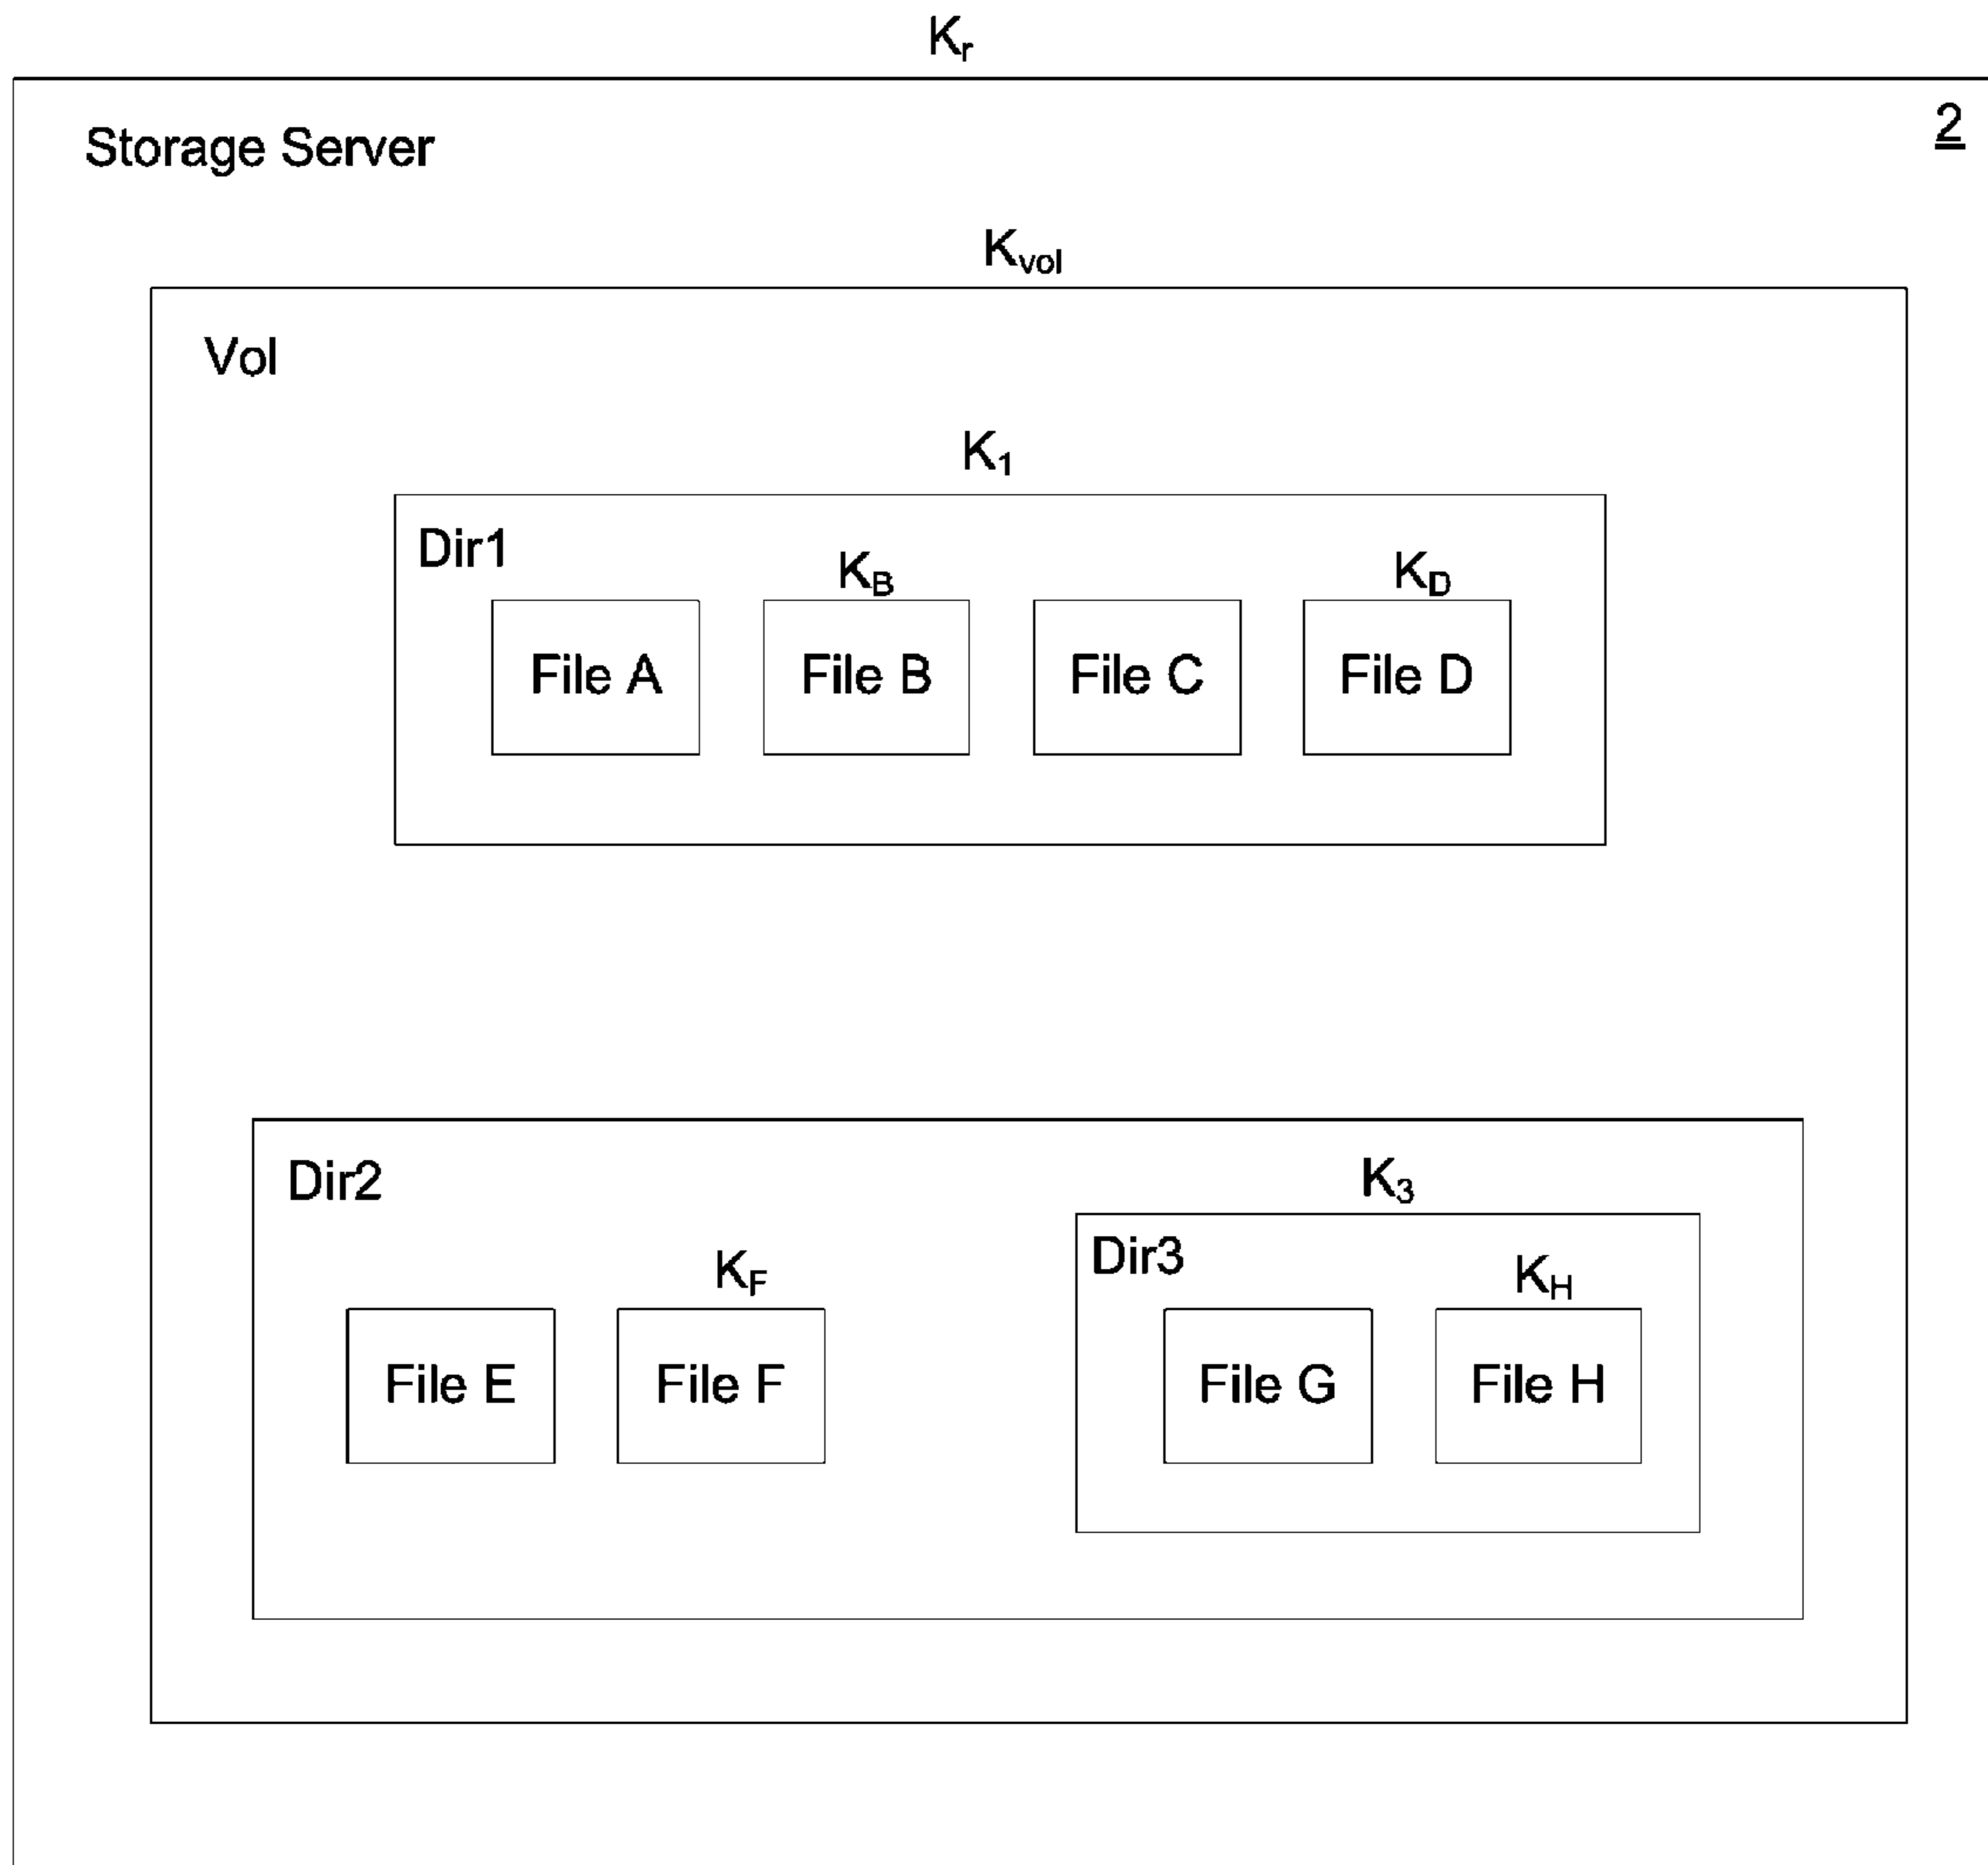 Kr
Storage Server
2
Kvol
Vol
K1
Dir1
KB
KD
File A
File B
File C
File D
Dir2
K3
Dir3
KF
KH
File E
File F
File G
File H